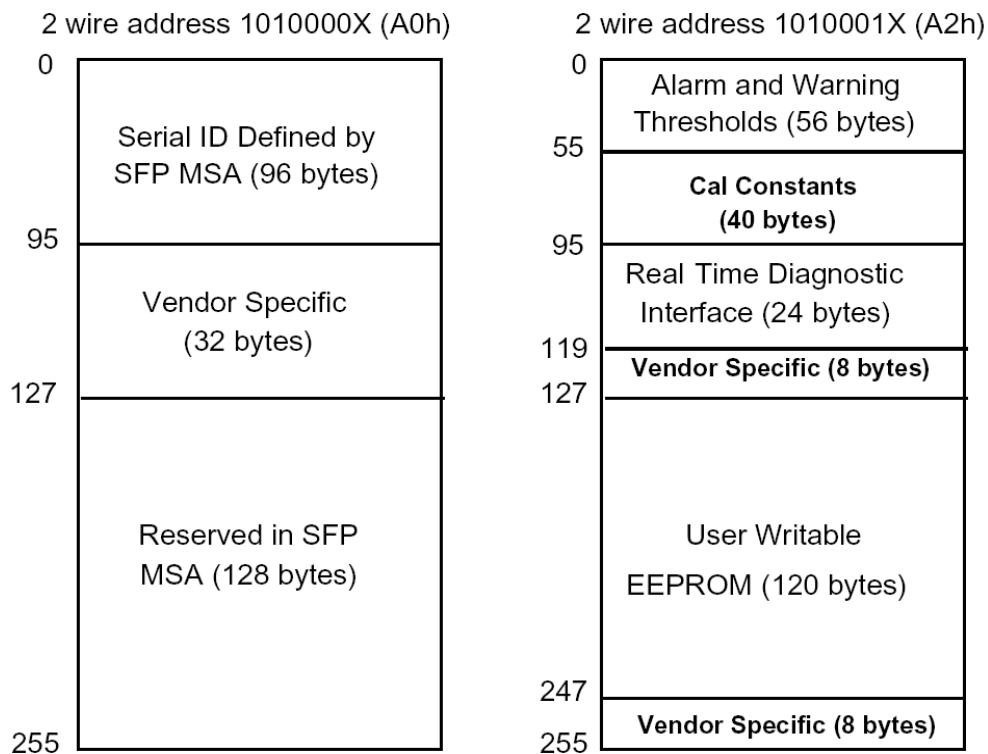 2 wire address 1010000X (A0h)
0
Serial ID Defined by
SFP MSA (96 bytes)
95
Vendor Specific
(32 bytes)
127
Reserved in SFP
MSA (128 bytes)
255
2 wire address 1010001X (A2h)
0
Alarm and Warning
Thresholds (56 bytes)
55
Cal Constants
(40 bytes)
95
Real Time Diagnostic
Interface (24 bytes)
119
Vendor Specific (8 bytes)
127
User Writable
EEPROM (120 bytes)
247
Vendor Specific (8 bytes)
255